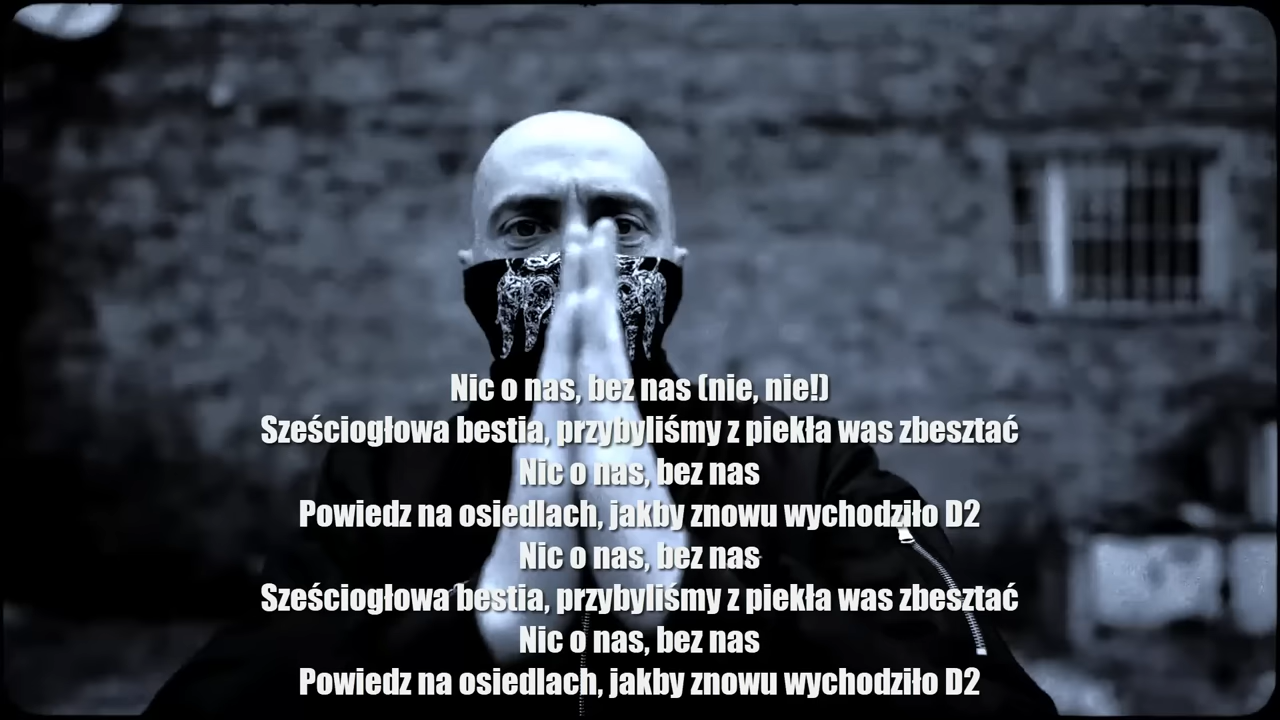 Nic o nas, bez nas (nie, nie!)
Sześciogłowa bestia, przybyliśmy z piekła was zbesztać
Nic o nas, bez nas
Powiedz na osiedlach, jakby znowu wychodziło D2
Nic o nas, bez nas
Sześciogłowa bestia, przybyliśmy z piekła was zbesztać
Nic o nas, bez nas
Powiedz na osiedlach, jakby znowu wychodziło D2